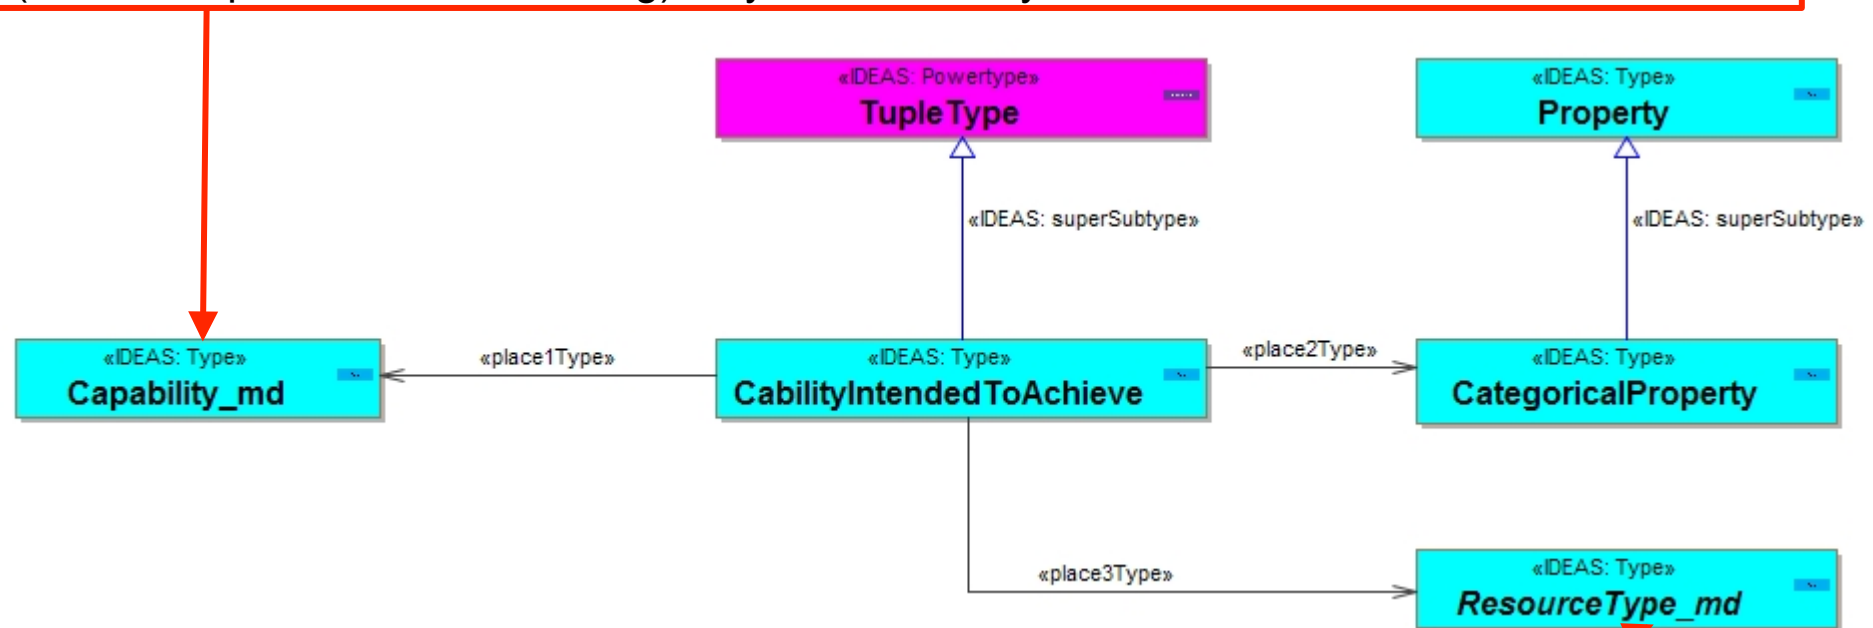 «IDEAS: Powertype»
TupleType
«IDEAS: Type»
Property
«IDEAS: superSubtype»
«IDEAS: superSubtype»
«IDEAS: Type»
Capability_md
«place1Type»
«IDEAS: Type»
CabilityIntendedToAchieve
«place2Type»
«IDEAS: Type»
CategoricalProperty
«place3Type»
«IDEAS: Type»
ResourceType_md